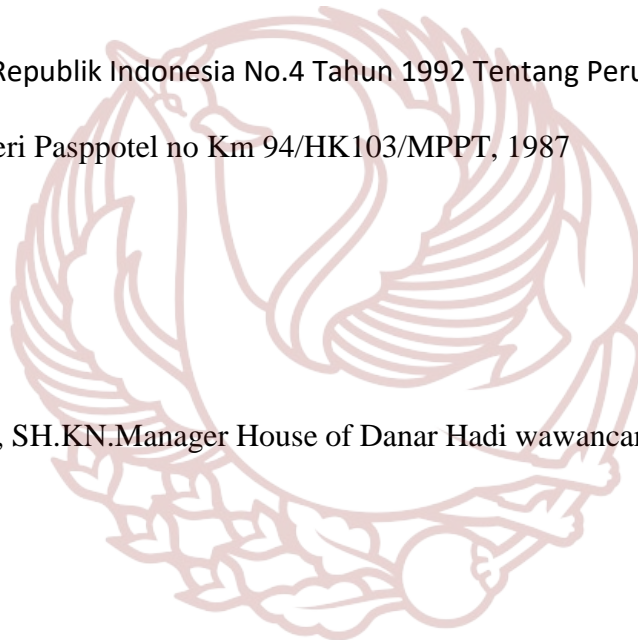 Republik Indonesia No.4 Tahun 1992 Tentang Peru
eri Pasppotel no Km 94/HK103/MPPT, 1987
, SH.KN.Manager House of Danar Hadi wawancar